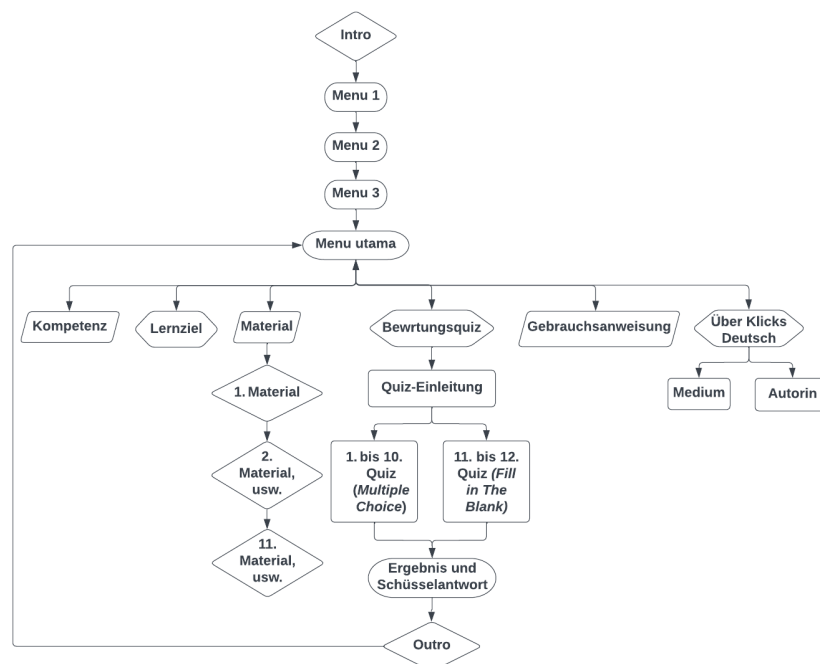 Intro
Menu 1
Menu 2
Menu 3
Menu utama
Kompetenz
Lernziel
Material
Bewrtungsquiz
Gebrauchsanweisung
Über Klicks
Deutsch
1. Material
Quiz-Einleitung
Medium
Autorin
2.
Material,
usw.
1. bis 10.
Quiz
(Multiple
Choice)
11. bis 12.
Quiz (Fill
in The
Blank)
11.
Material,
usw.
Ergebnis und
Schüsselantwort
Outro